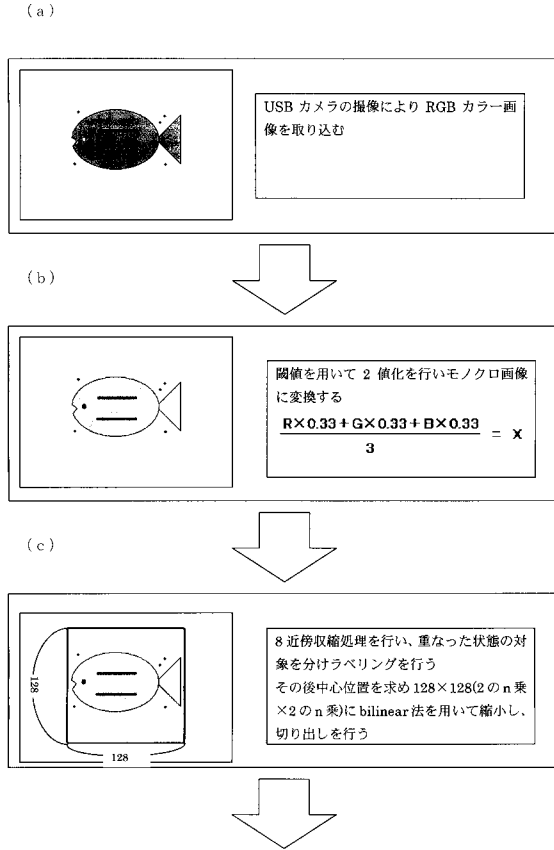 (a)
USB カメラの撮像により RGB カラー画
像を取り込む
(b)
閾値を用いて 2 値化を行いモノクロ画像
に変換する
R×0.33+G×0.33+B×0.33
3
= X
(c)
8 近傍収縮処理を行い、重なった状態の対
象を分けラベリングを行う
その後中心位置を求め 128×128(2 の n 乗
×2 の n 乗)に bilinear 法を用いて縮小し、
切り出しを行う
128
128